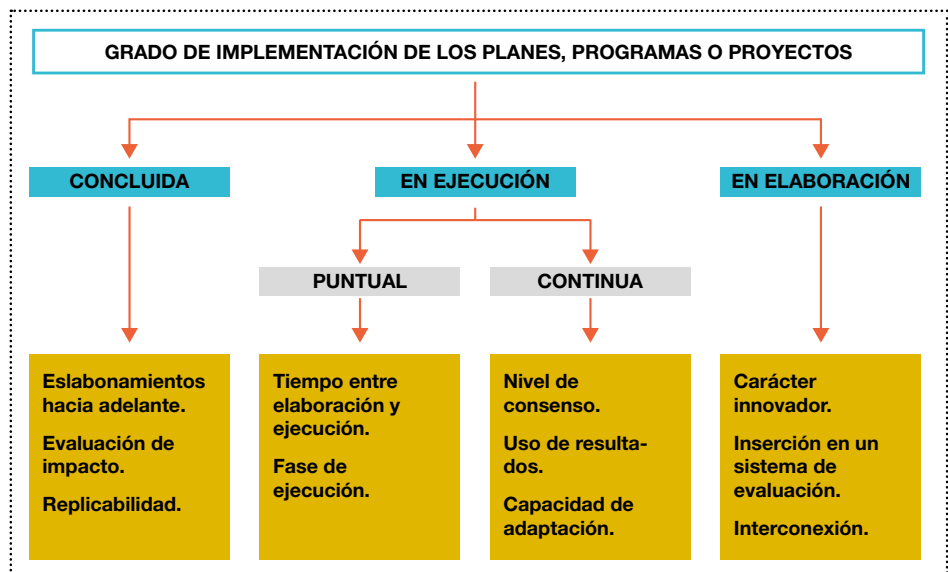 GRADO DE IMPLEMENTACIÓN DE LOS PLANES, PROGRAMAS O PROYECTOS
CONCLUIDA
EN EJECUCIÓN
EN ELABORACIÓN
PUNTUAL
CONTINUA
Eslabonamientos
hacia adelante.
Evaluación de
impacto.
Replicabilidad.
Tiempo entre
elaboración y
ejecución.
Fase de
ejecución.
Nivel de
consenso.
Uso de resulta-
dos.
Capacidad de
adaptación.
Carácter
innovador.
Inserción en un
sistema de
evaluación.
Interconexión.